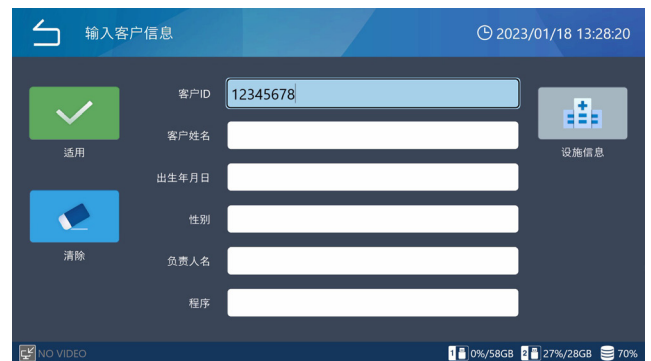 输入客户信息 2023/01/18 13:28:20
客户ID 12345678
适用
客户姓名
设施信息
出生年月日
性别
清除
负责人名
程序
NO VIDEO 1 0%/58GB 2 27%/28GB 70%